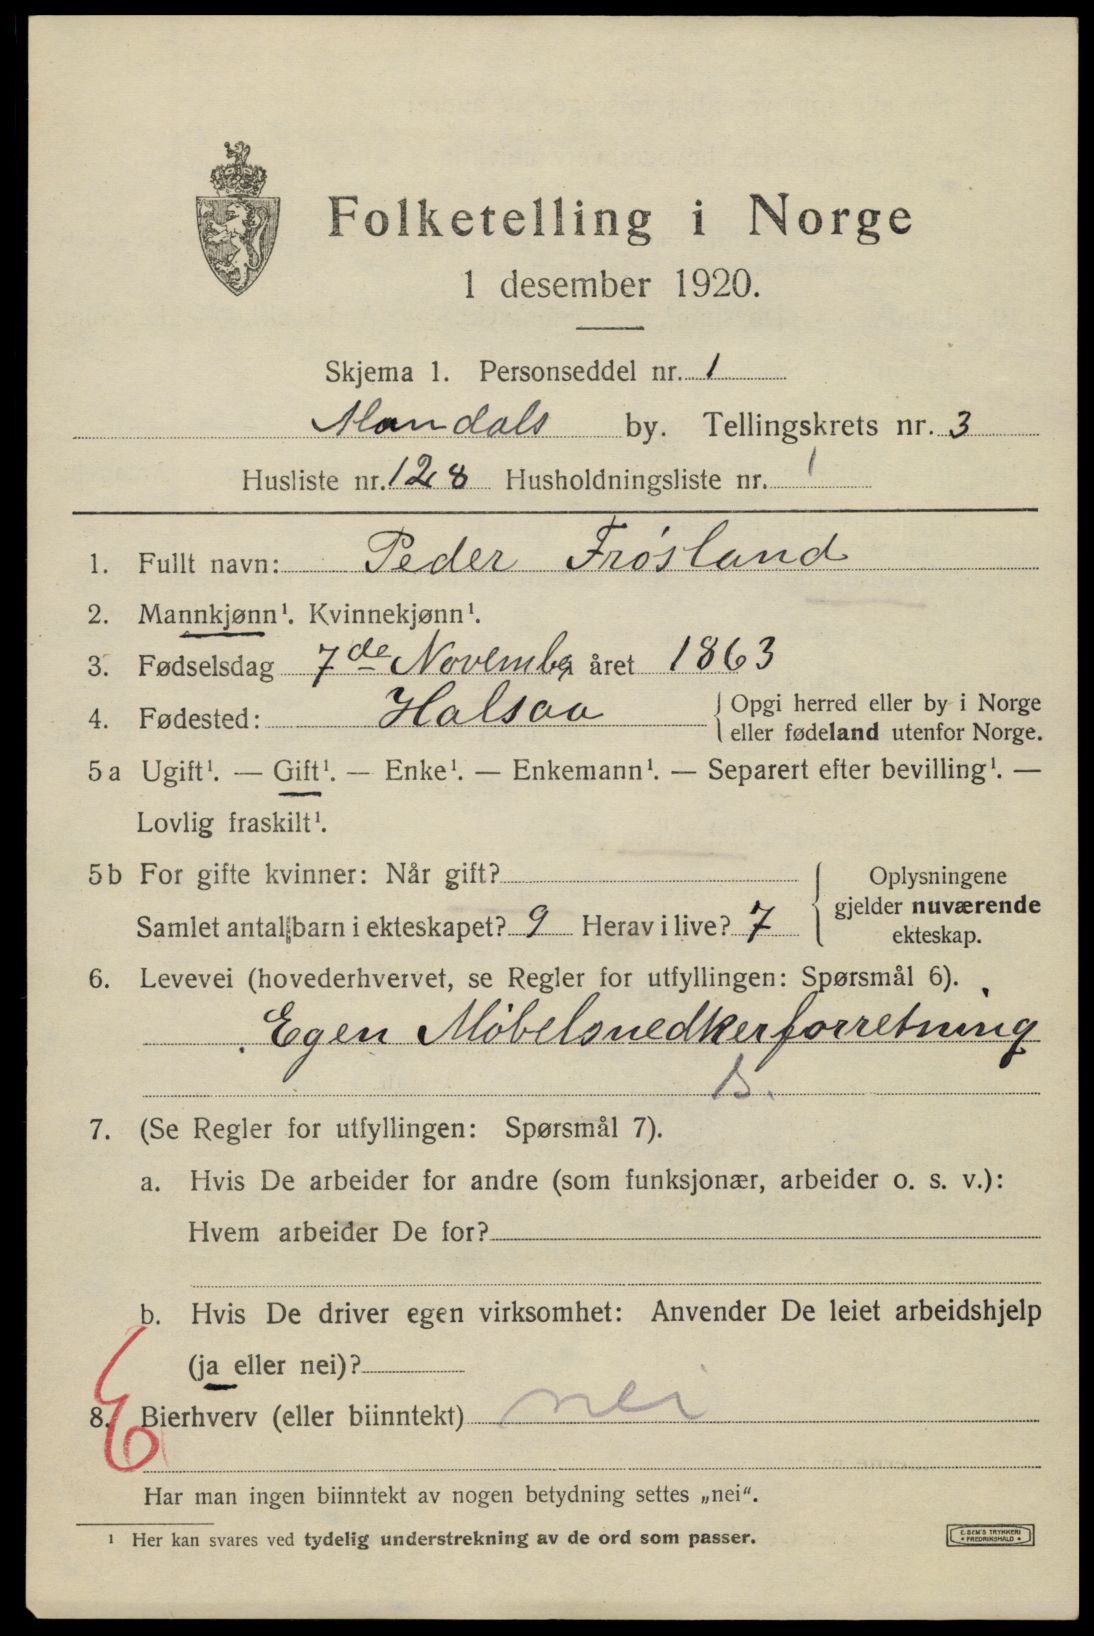 Folketelling i Norge
1 desember 1920.
Skjema 1. Personseddel nr. 1
Mandals by. Tellingskrets nr. 3
Husliste nr. 128 Husholdningsliste nr. 1
1. Fullt navn: Peder Frósland
2. Mannkjønn¹. Kvinnekjønn¹.
3. Fødselsdag 7de Novembr året 1863
4. Fødested: Halsaa { Opgi herred eller by i Norge
eller fødeland utenfor Norge.
5a Ugift¹. — Gift¹. — Enke¹. — Enkemann¹. — Separert efter bevilling¹. —
Lovlig fraskilt¹.
5b For gifte kvinner: Når gift? { Oplysningene
gjelder nuværende
Samlet antal barn i ekteskapet? 9 Herav i live? 7
ekteskap.
6. Levevei (hovederhvervet, se Regler for utfyllingen: Spørsmål 6).
Egen Móbelsnedkerforretning
B.
7. (Se Regler for utfyllingen: Spørsmål 7).
a. Hvis De arbeider for andre (som funksjonær, arbeider o. s. v.):
Hvem arbeider De for?
b. Hvis De driver egen virksomhet: Anvender De leiet arbeidshjelp
(ja eller nei)?
8. Bierhverv (eller biinntekt) nei
Har man ingen biinntekt av nogen betydning settes „nei".
¹ Her kan svares ved tydelig understrekning av de ord som passer.
E. SEM'S TRYKKERI
• FREDRIKSHALD •